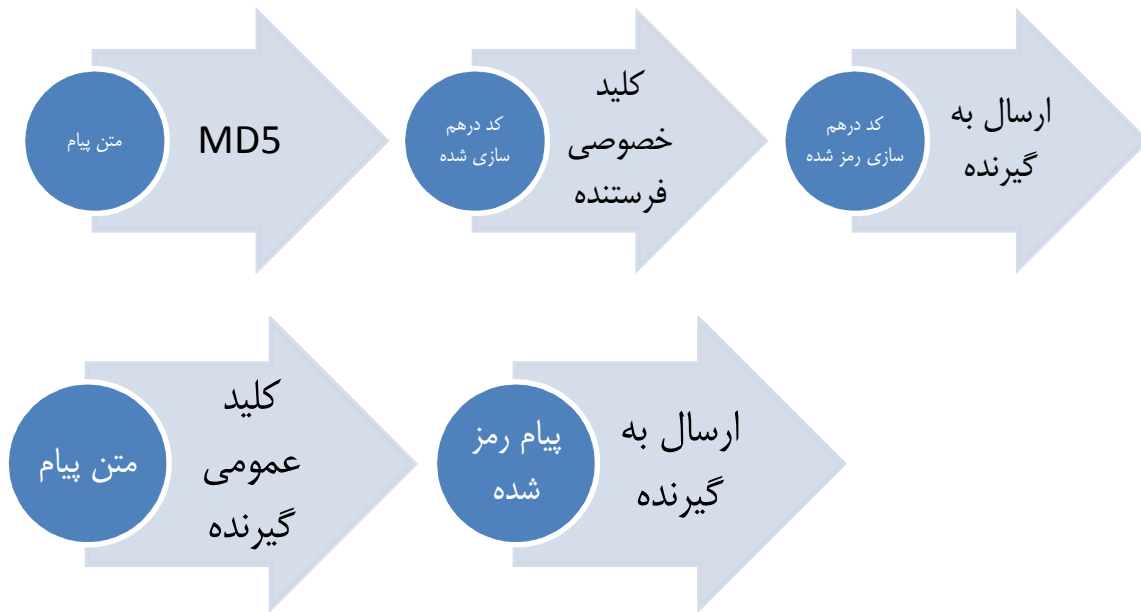 متن پیام
MD5
کد درهم
سازی شده
کلید
خصوصی
فرستنده
کد درهم
سازی رمز شده
ارسال به
گیرنده
متن پیام
کلید
عمومی
گیرنده
پیام رمز
شده
ارسال به
گیرنده